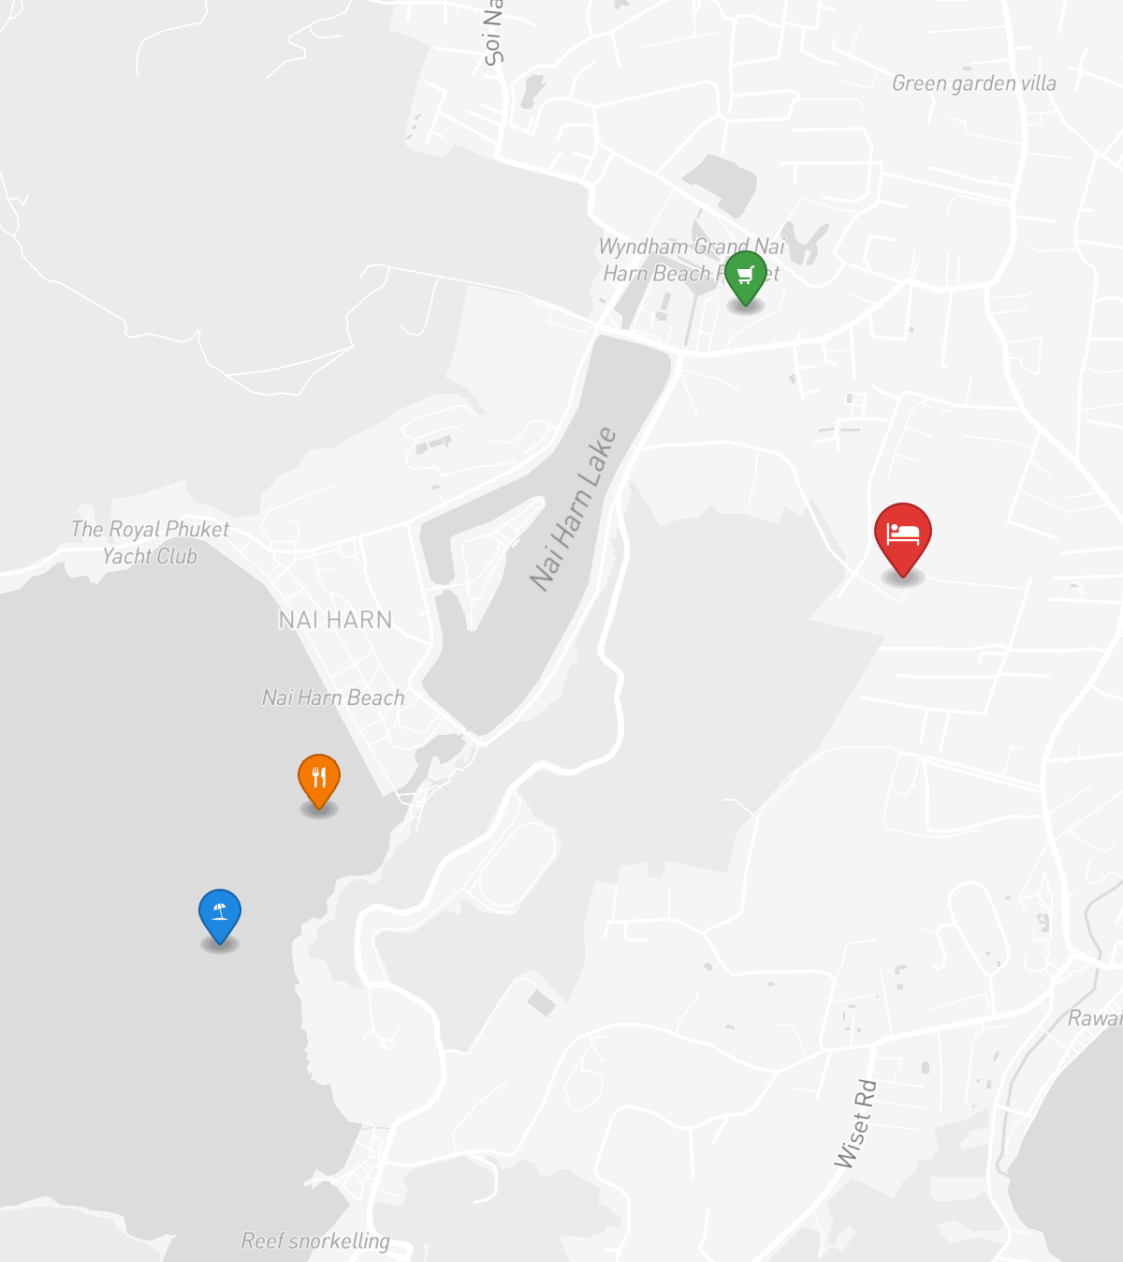 Soi Na
Green garden villa
Wyndham Grand Nai
Harn Beach
Nai Harn Lake
The Royal Phuket
Yacht Club
NAI HARN
Nai Harn Beach
Rawai
Wiset Rd
Reef snorkelling